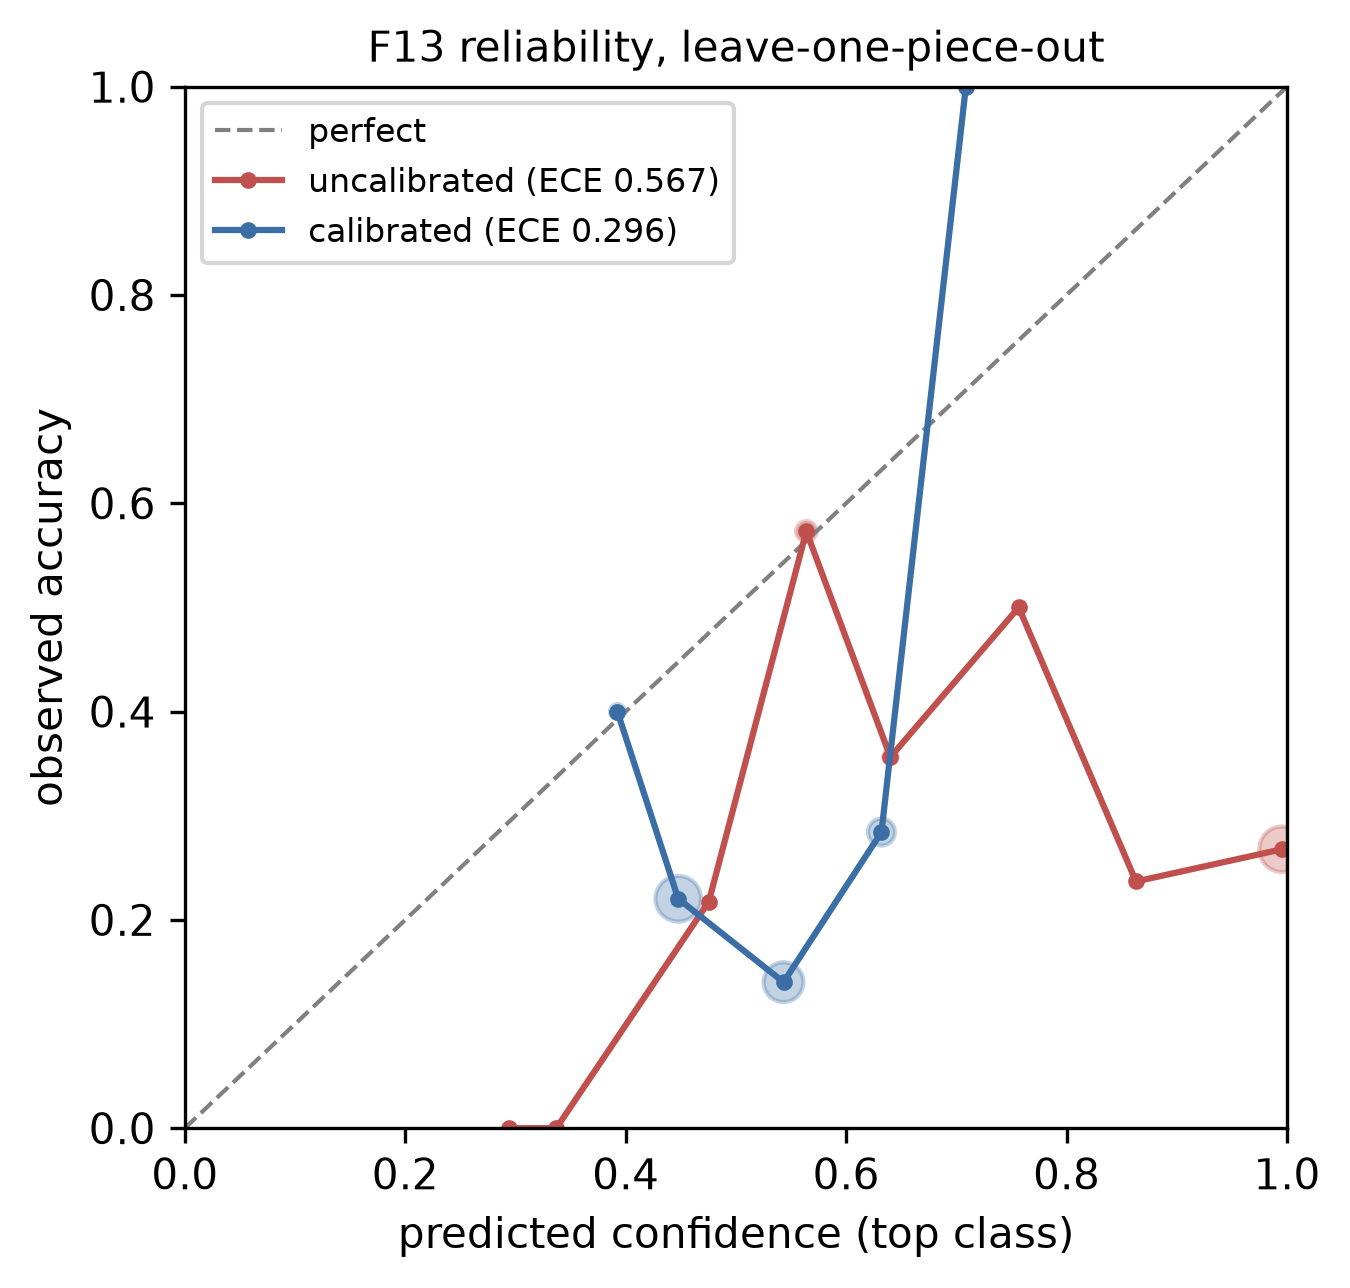 F13 reliability, leave-one-piece-out
1.0
0.8
0.6
0.4
0.2
0.0
observed accuracy
perfect
uncalibrated (ECE 0.567)
calibrated (ECE 0.296)
0.0 0.2 0.4 0.6 0.8 1.0
predicted confidence (top class)